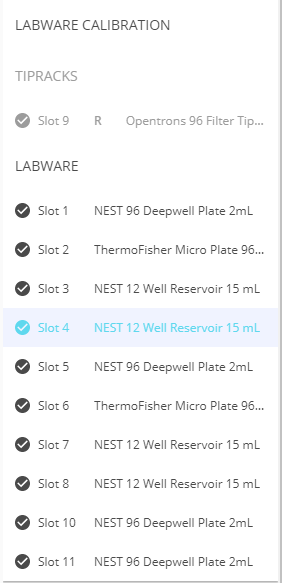 LABWARE CALIBRATION
TIPRACKS
Slot 9 R Opentrons 96 Filter Tip...
LABWARE
Slot 1 NEST 96 Deepwell Plate 2mL
Slot 2 ThermoFisher Micro Plate 96...
Slot 3 NEST 12 Well Reservoir 15 mL
Slot 4 NEST 12 Well Reservoir 15 mL
Slot 5 NEST 96 Deepwell Plate 2mL
Slot 6 ThermoFisher Micro Plate 96...
Slot 7 NEST 12 Well Reservoir 15 mL
Slot 8 NEST 12 Well Reservoir 15 mL
Slot 10 NEST 96 Deepwell Plate 2mL
Slot 11 NEST 96 Deepwell Plate 2mL